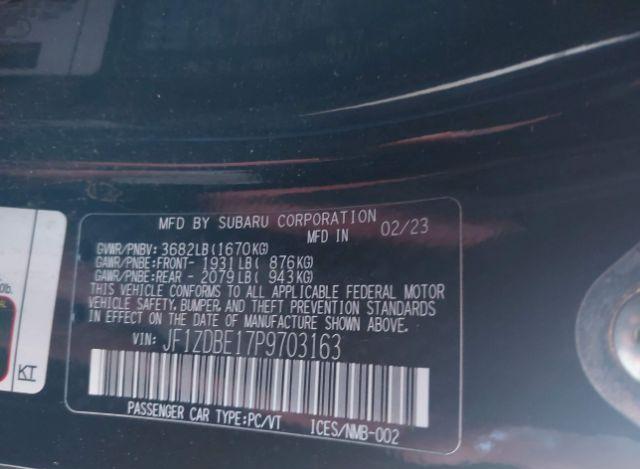 MFD BY SUBARU CORPORATION
MFD IN 02/23
GVWR/PNBV: 3682LB(1670KG)
GAWR/PNBE:FRONT- 1931LB( 876KG)
GAWR/PNBE:REAR - 2079LB( 943KG)
THIS VEHICLE CONFORMS TO ALL APPLICABLE FEDERAL MOTOR
VEHICLE SAFETY, BUMPER, AND THEFT PREVENTION STANDARDS
IN EFFECT ON THE DATE OF MANUFACTURE SHOWN ABOVE.
VIN: JF1ZDBE17P9703163
PASSENGER CAR TYPE:PC/VT ICES/NMB-002
KT